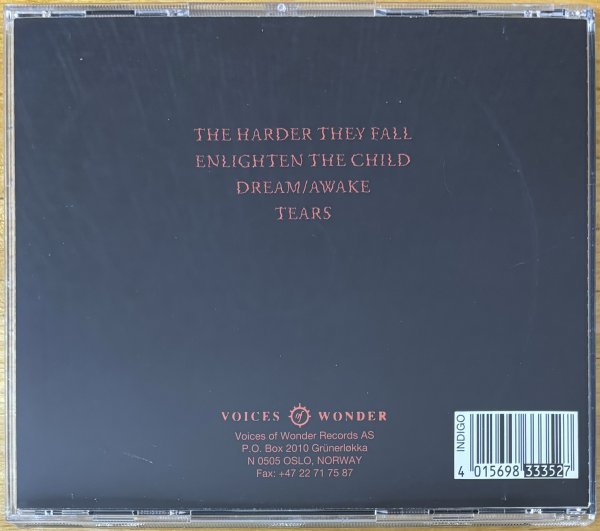 THE HARDER THEY FALL
ENLIGHTEN THE CHILD
DREAM/AWAKE
TEARS
VOICES of WONDER
Voices of Wonder Records AS
P.O. Box 2010 Grünerløkka
N 0505 OSLO, NORWAY
Fax: +47 22 71 75 87
INDIGO
4 015698 333527